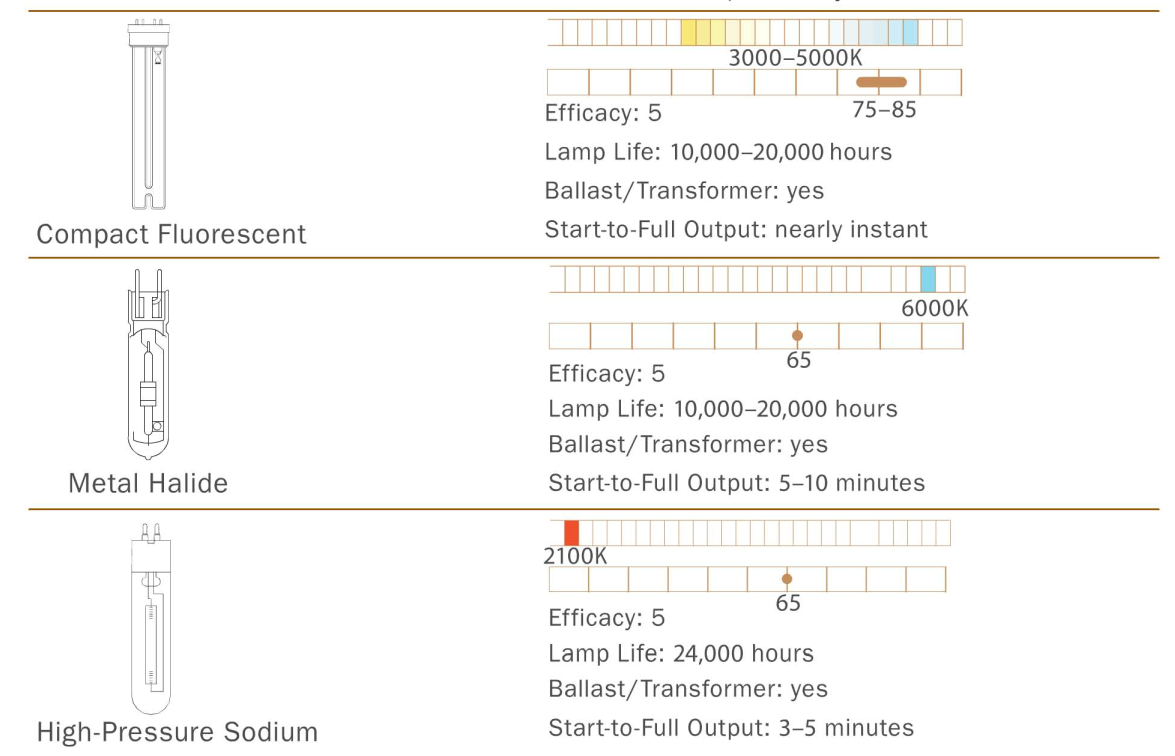 3000–5000K
75–85
Efficacy: 5
Lamp Life: 10,000–20,000 hours
Ballast/Transformer: yes
Start-to-Full Output: nearly instant
Compact Fluorescent
6000K
65
Efficacy: 5
Lamp Life: 10,000–20,000 hours
Ballast/Transformer: yes
Start-to-Full Output: 5–10 minutes
Metal Halide
2100K
65
Efficacy: 5
Lamp Life: 24,000 hours
Ballast/Transformer: yes
Start-to-Full Output: 3–5 minutes
High-Pressure Sodium